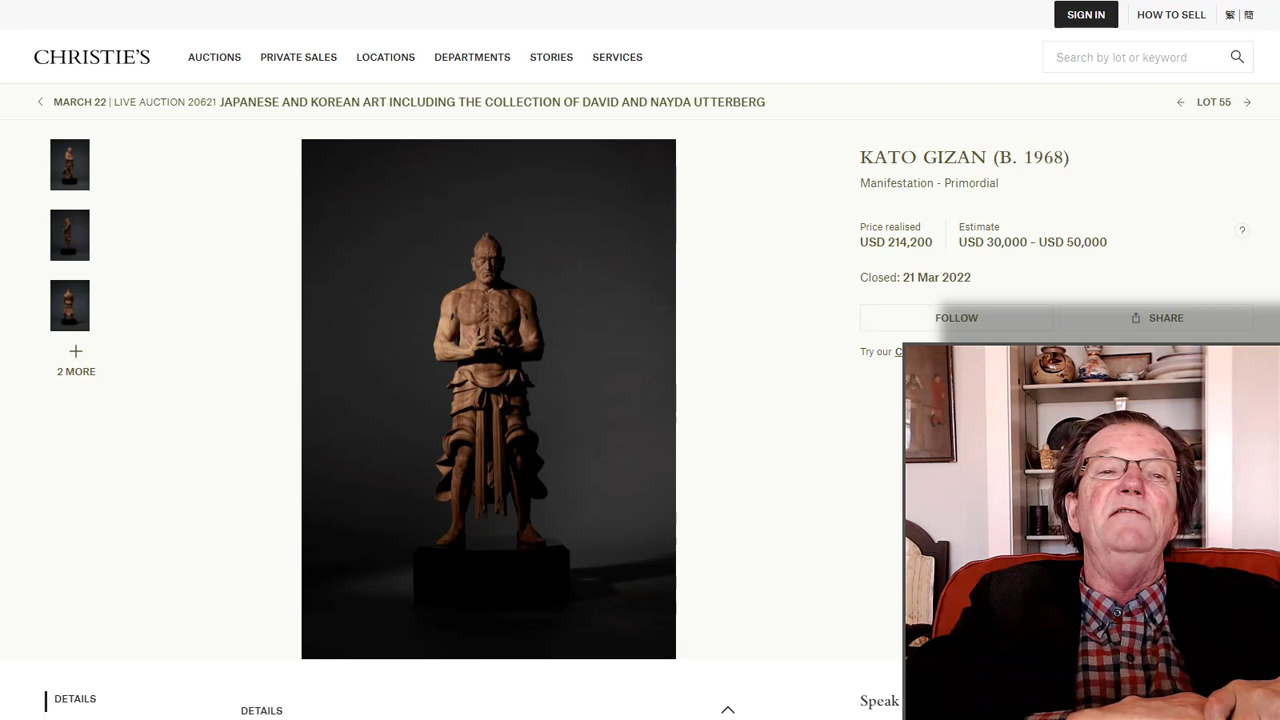 SIGN IN
HOW TO SELL
繁 | 簡
CHRISTIE'S
AUCTIONS PRIVATE SALES LOCATIONS DEPARTMENTS STORIES SERVICES
Search by lot or keyword
MARCH 22 | LIVE AUCTION 20621 JAPANESE AND KOREAN ART INCLUDING THE COLLECTION OF DAVID AND NAYDA UTTERBERG
LOT 55
KATO GIZAN (B. 1968)
Manifestation - Primordial
Price realised
USD 214,200
Estimate
USD 30,000 – USD 50,000
?
Closed: 21 Mar 2022
FOLLOW
SHARE
Try our C
2 MORE
DETAILS
DETAILS
Speak